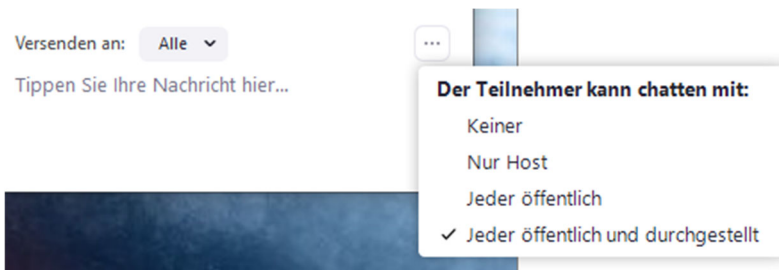 Versenden an: Alle
Tippen Sie Ihre Nachricht hier...
Der Teilnehmer kann chatten mit:
Keiner
Nur Host
Jeder öffentlich
Jeder öffentlich und durchgestellt